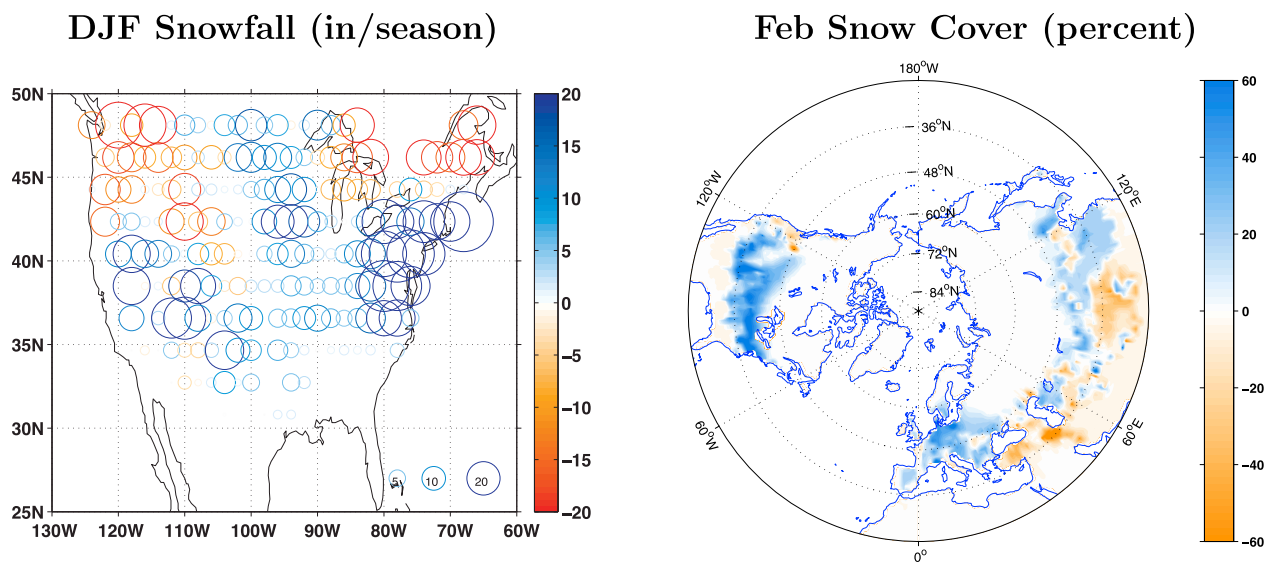 DJF Snowfall (in/season)
50N
45N
40N
35N
30N
25N
130W 120W 110W 100W 90W 80W 70W 60W
5 10 20
20
15
10
5
0
−5
−10
−15
−20
Feb Snow Cover (percent)
180°W
36°N
48°N
60°N
72°N
84°N
120°W
120°E
60°W
60°E
0°
60
40
20
0
−20
−40
−60